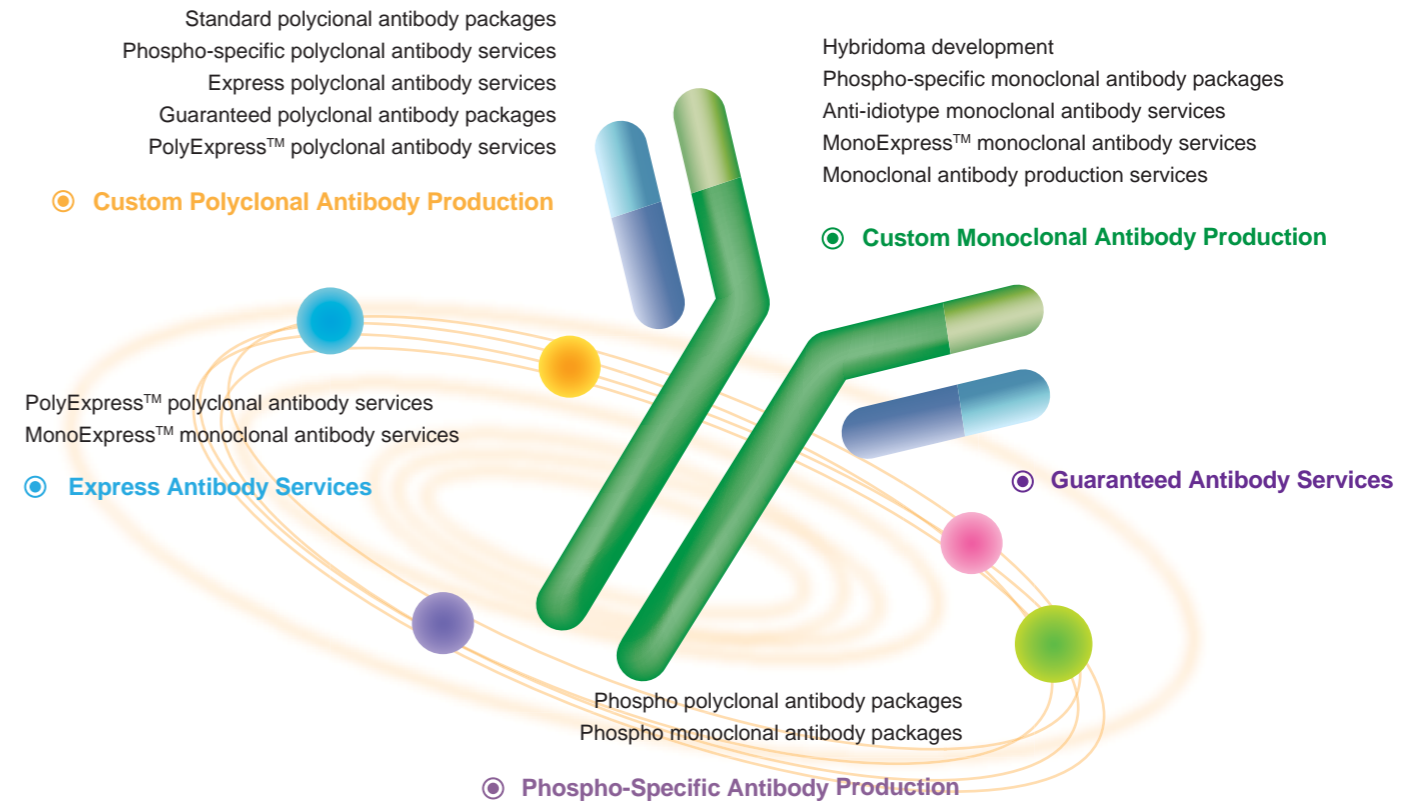 Standard polycional antibody packages
Phospho-specific polyclonal antibody services
Express polyclonal antibody services
Guaranteed polyclonal antibody packages
PolyExpress™ polyclonal antibody services
Custom Polyclonal Antibody Production
Hybridoma development
Phospho-specific monoclonal antibody packages
Anti-idiotype monoclonal antibody services
MonoExpress™ monoclonal antibody services
Monoclonal antibody production services
Custom Monoclonal Antibody Production
PolyExpress™ polyclonal antibody services
MonoExpress™ monoclonal antibody services
Express Antibody Services
Guaranteed Antibody Services
Phospho polyclonal antibody packages
Phospho monoclonal antibody packages
Phospho-Specific Antibody Production